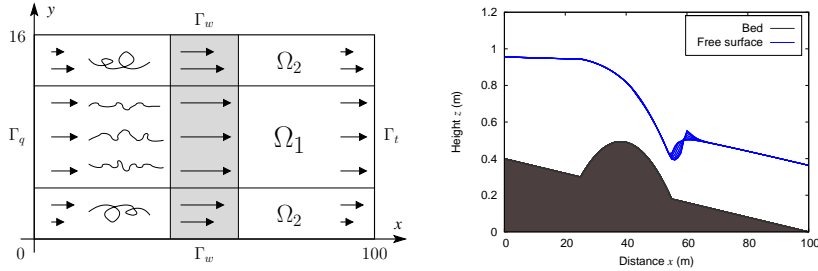 y
Γw
16
Ω2
Γq
Ω1
Γt
Ω2
x
0
Γw
100
1.2
Bed
Free surface
1
0.8
0.6
0.4
0.2
0
Height z (m)
0 20 40 60 80 100
Distance x (m)